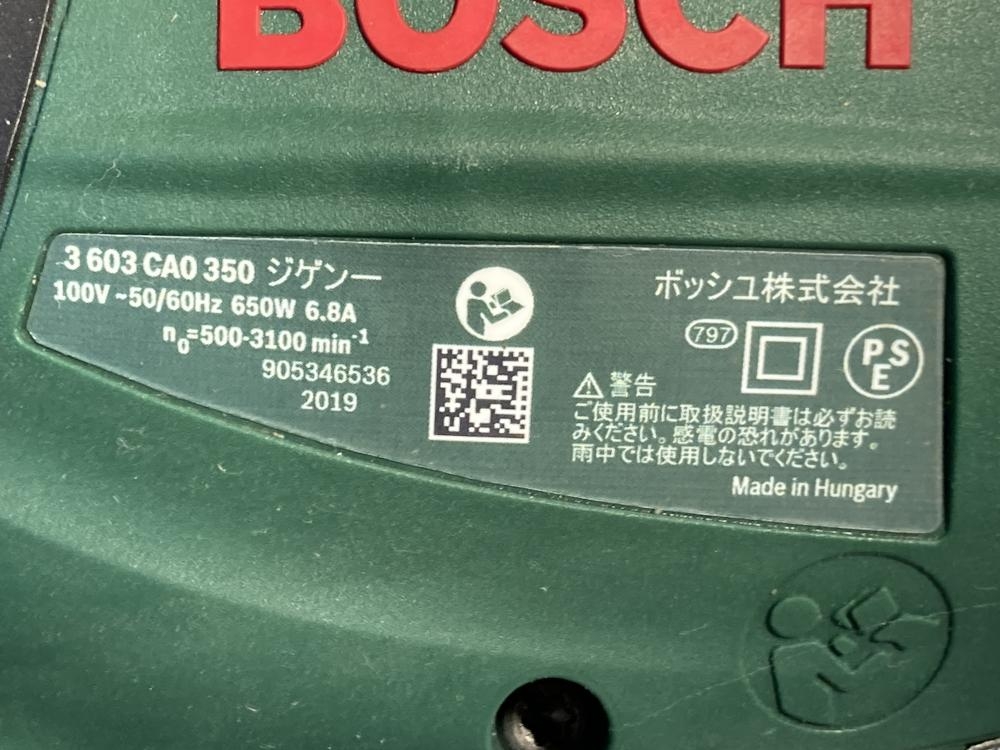 BOSCH
3 603 CA0 350 ジグソー
100V ~50/60Hz 650W 6.8A
n0=500-3100 min-1
905346536
2019
ボッシュ株式会社
797
PSE
警告
ご使用前に取扱説明書は必ずお読
みください。感電の恐れがあります。
雨中では使用しないでください。
Made in Hungary